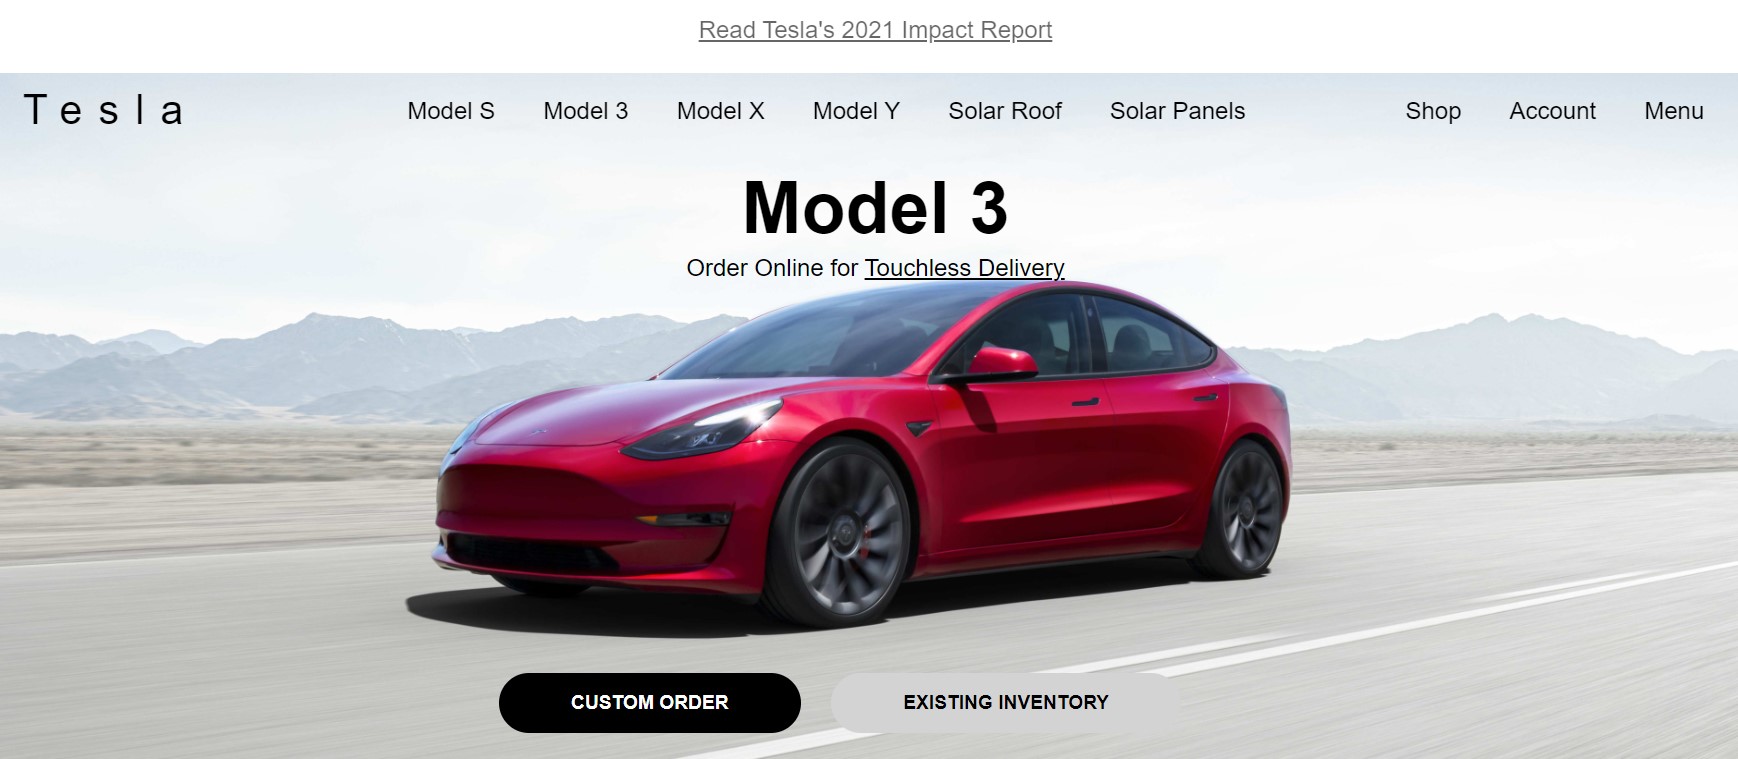 Read Tesla's 2021 Impact Report
Tesla Model S Model 3 Model X Model Y Solar Roof Solar Panels Shop Account Menu
Model 3
Order Online for Touchless Delivery
CUSTOM ORDER EXISTING INVENTORY